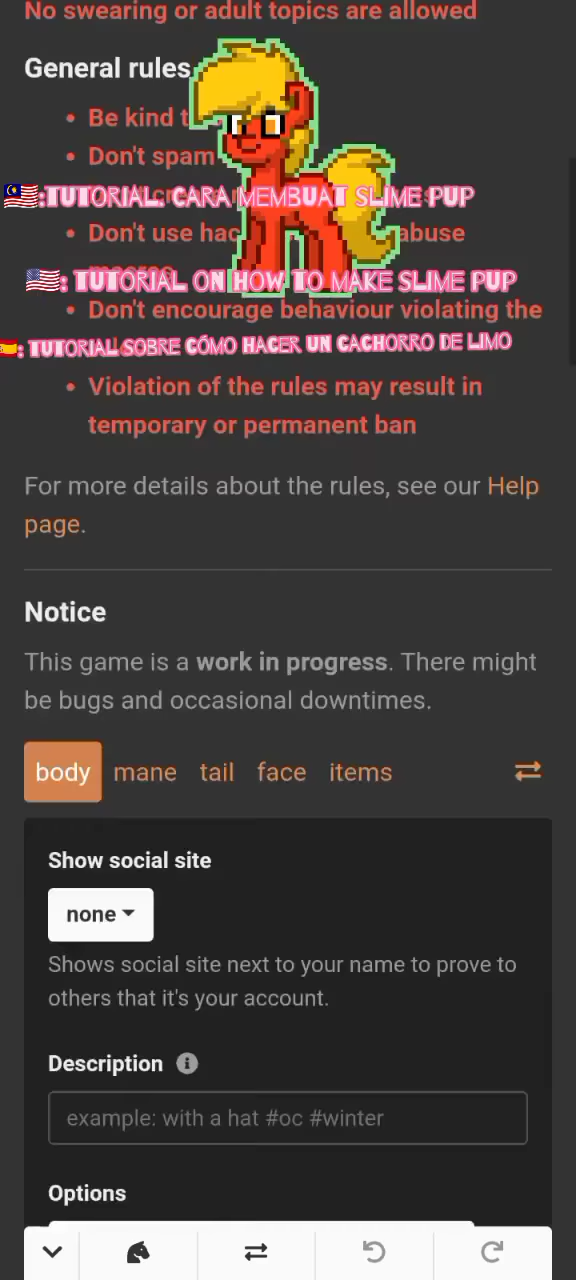 No swearing or adult topics are allowed
General rules
Be kind t
Don't spam
🇲🇾:TUTORIAL: CARA MEMBUAT SLIME PUP
Don't use hac abuse
🇺🇸: TUTORIAL ON HOW TO MAKE SLIME PUP
Don't encourage behaviour violating the
🇪🇸: TUTORIAL SOBRE CÓMO HACER UN CACHORRO DE LIMO
Violation of the rules may result in
temporary or permanent ban
For more details about the rules, see our Help
page.
Notice
This game is a work in progress. There might
be bugs and occasional downtimes.
body mane tail face items
Show social site
none
Shows social site next to your name to prove to
others that it's your account.
Description
example: with a hat #oc #winter
Options